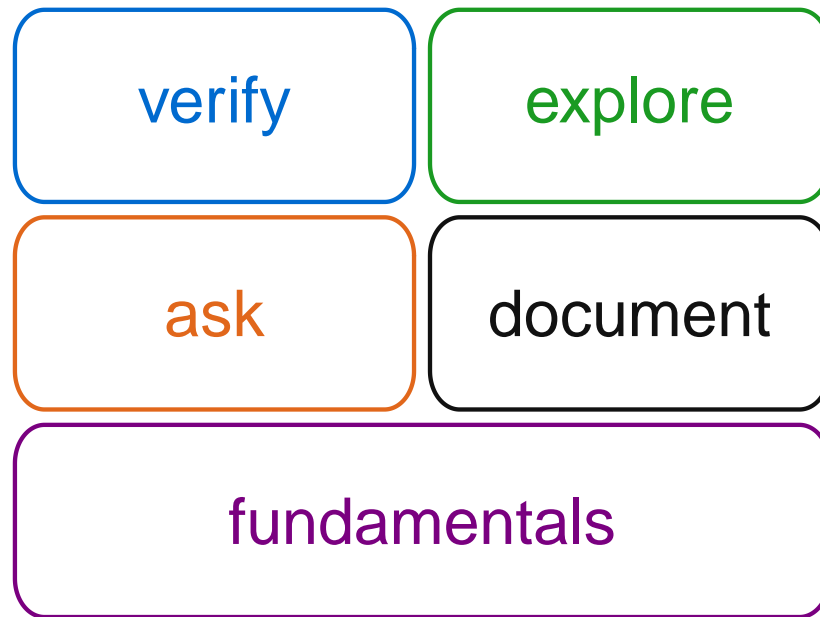 verify
explore
ask
document
fundamentals